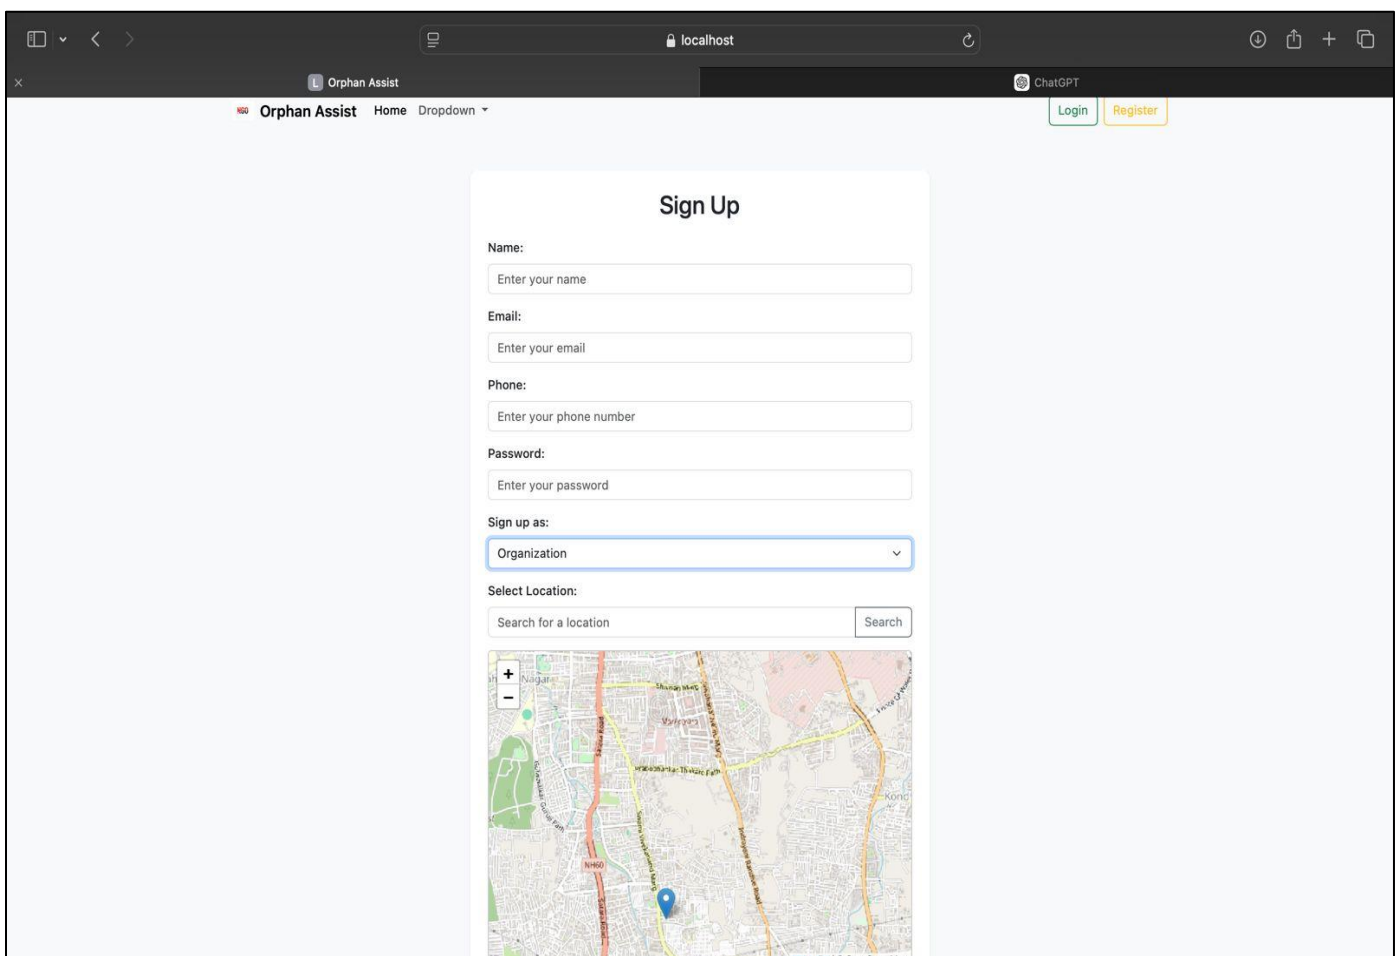 localhost
L Orphan Assist
ChatGPT
NGO Orphan Assist Home Dropdown
Login Register
Sign Up
Name:
Enter your name
Email:
Enter your email
Phone:
Enter your phone number
Password:
Enter your password
Sign up as:
Organization
Select Location:
Search for a location
Search
+
Nagar
−
NH60